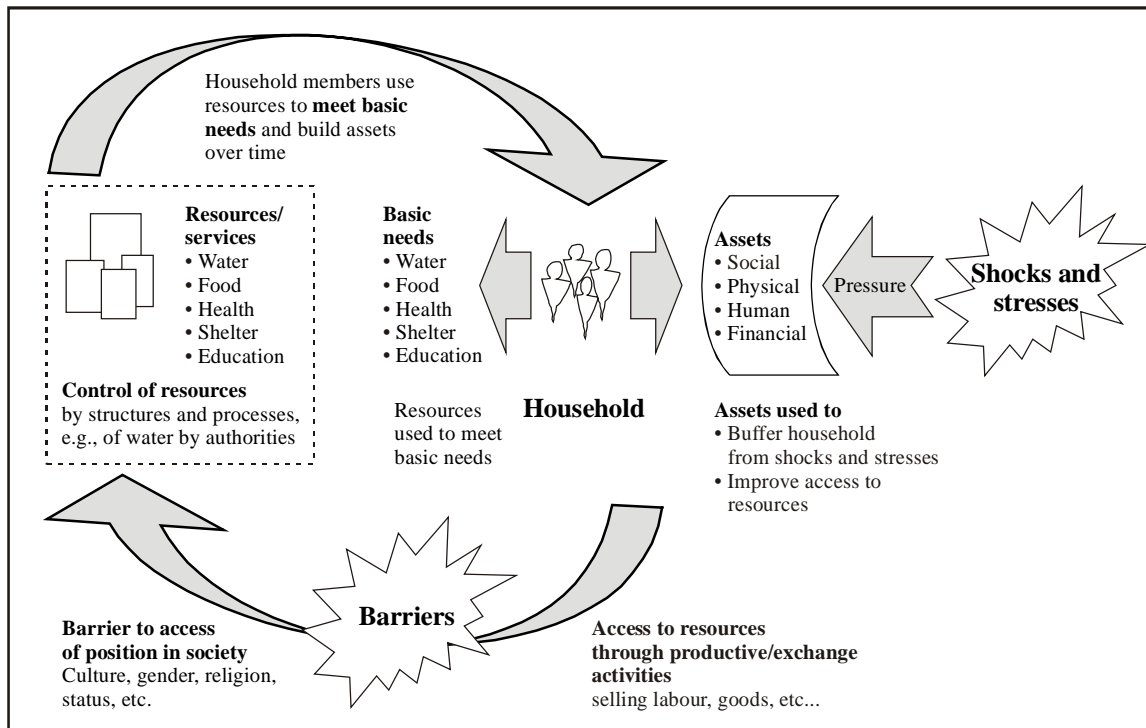 Household members use
resources to meet basic
needs and build assets
over time
Resources/
services
• Water
• Food
• Health
• Shelter
• Education
Control of resources
by structures and processes,
e.g., of water by authorities
Basic
needs
• Water
• Food
• Health
• Shelter
• Education
Resources
used to meet
basic needs
Household
Assets
• Social
• Physical
• Human
• Financial
Pressure
Shocks and
stresses
Assets used to
• Buffer household
from shocks and stresses
• Improve access to
resources
Barriers
Barrier to access
of position in society
Culture, gender, religion,
status, etc.
Access to resources
through productive/exchange
activities
selling labour, goods, etc...